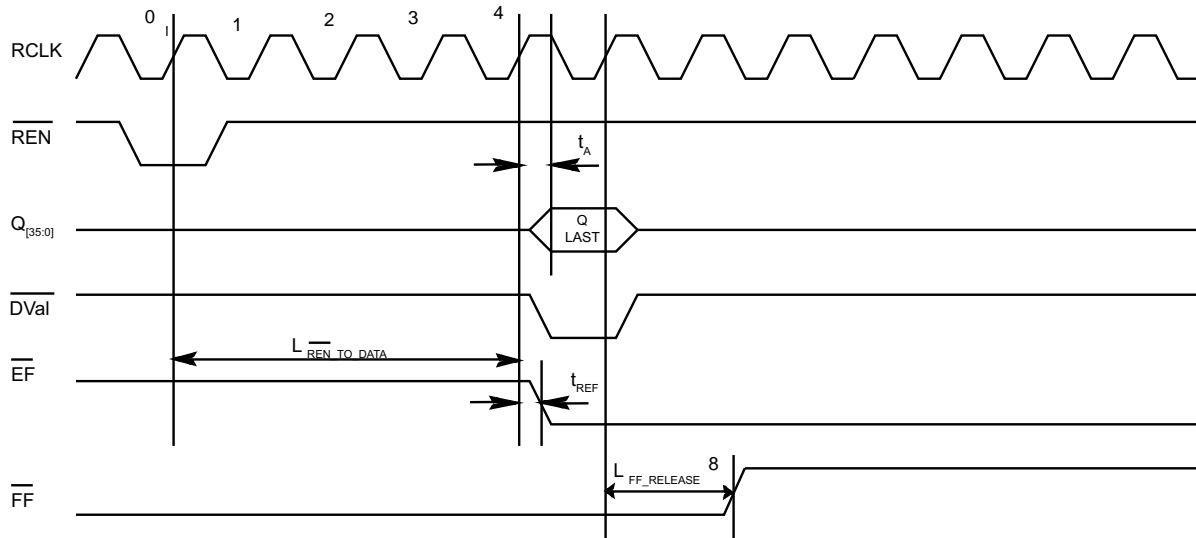 0 1 2 3 4
RCLK
REN
tA
Q[35:0]
Q
LAST
DVal
L REN_TO_DATA
EF
tREF
L FF_RELEASE 8
FF